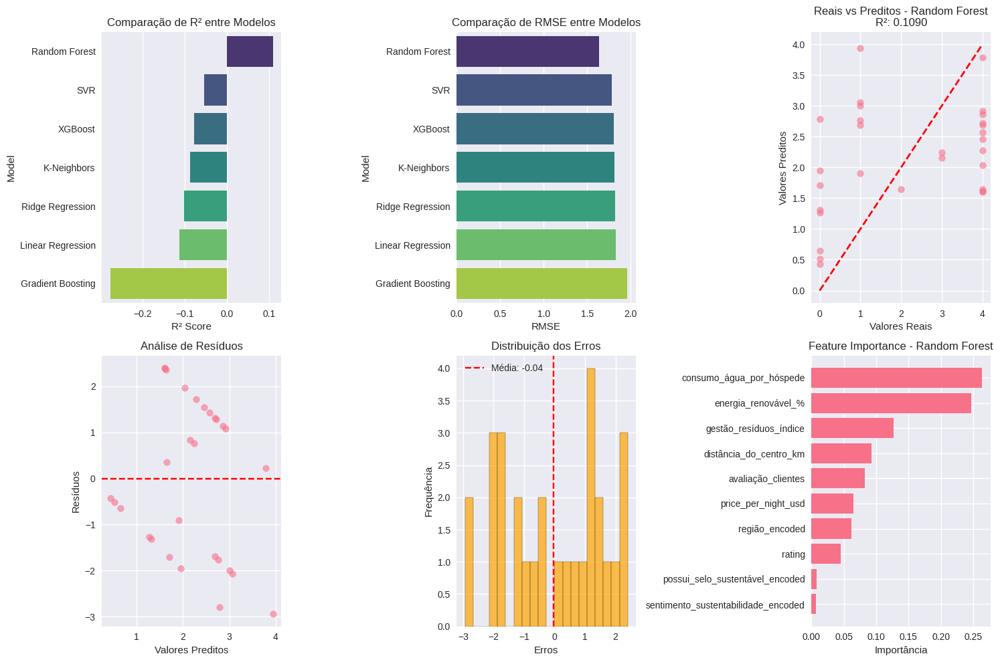 Comparação de R² entre Modelos
Random Forest
SVR
XGBoost
K-Neighbors
Ridge Regression
Linear Regression
Gradient Boosting
Model
−0.2 −0.1 0.0 0.1
R² Score
Comparação de RMSE entre Modelos
Random Forest
SVR
XGBoost
K-Neighbors
Ridge Regression
Linear Regression
Gradient Boosting
Model
0.0 0.5 1.0 1.5 2.0
RMSE
Reais vs Preditos - Random Forest
R²: 0.1090
4.0
3.5
3.0
2.5
2.0
1.5
1.0
0.5
0.0
Valores Preditos
0 1 2 3 4
Valores Reais
Análise de Resíduos
2
1
0
−1
−2
−3
Resíduos
1 2 3 4
Valores Preditos
Distribuição dos Erros
Média: -0.04
4.0
3.5
3.0
2.5
2.0
1.5
1.0
0.5
0.0
Frequência
−3 −2 −1 0 1 2
Erros
Feature Importance - Random Forest
consumo_água_por_hóspede
energia_renovável_%
gestão_resíduos_índice
distância_do_centro_km
avaliação_clientes
price_per_night_usd
região_encoded
rating
possui_selo_sustentável_encoded
sentimento_sustentabilidade_encoded
0.00 0.05 0.10 0.15 0.20 0.25
Importância